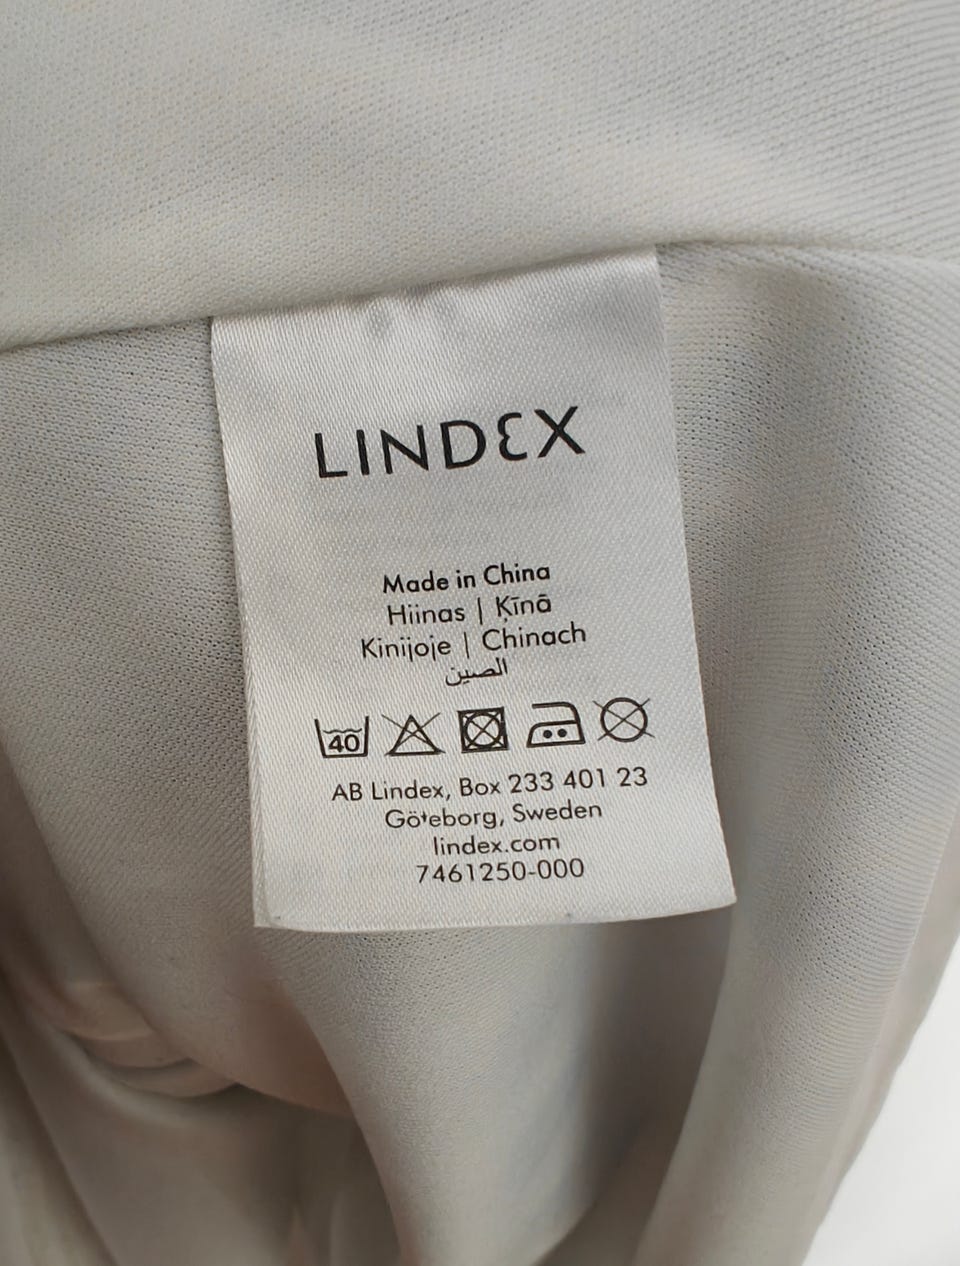 LINDEX
Made in China
Hiinas | Ķīnā
Kinijoje | Chinach
الصين
40
AB Lindex, Box 233 401 23
Göteborg, Sweden
lindex.com
7461250-000